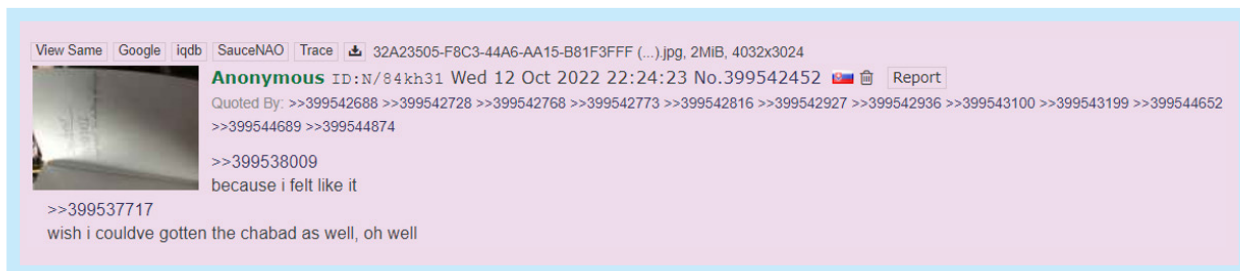 View Same Google iqdb SauceNAO Trace 32A23505-F8C3-44A6-AA15-B81F3FFF (...).jpg, 2MiB, 4032x3024
Anonymous ID:N/84kh31 Wed 12 Oct 2022 22:24:23 No.399542452 Report
Quoted By: >>399542688 >>399542728 >>399542768 >>399542773 >>399542816 >>399542927 >>399542936 >>399543100 >>399543199 >>399544652
>>399544689 >>399544874
>>399538009
because i felt like it
>>399537717
wish i couldve gotten the chabad as well, oh well